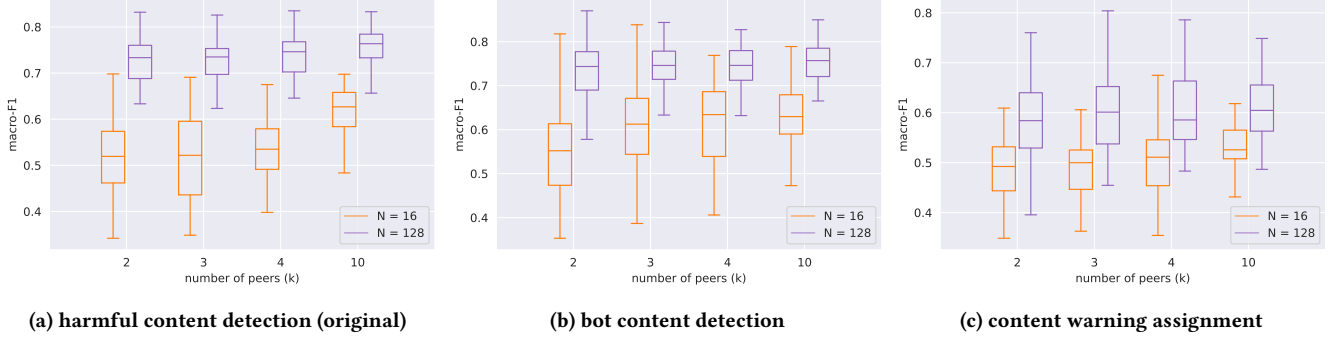 macro-F1
0.8
0.7
0.6
0.5
0.4
2
3
4
10
number of peers (k)
N = 16
N = 128
(a) harmful content detection (original)
macro-F1
0.8
0.7
0.6
0.5
0.4
2
3
4
10
number of peers (k)
N = 16
N = 128
(b) bot content detection
macro-F1
0.8
0.7
0.6
0.5
0.4
2
3
4
10
number of peers (k)
N = 16
N = 128
(c) content warning assignment